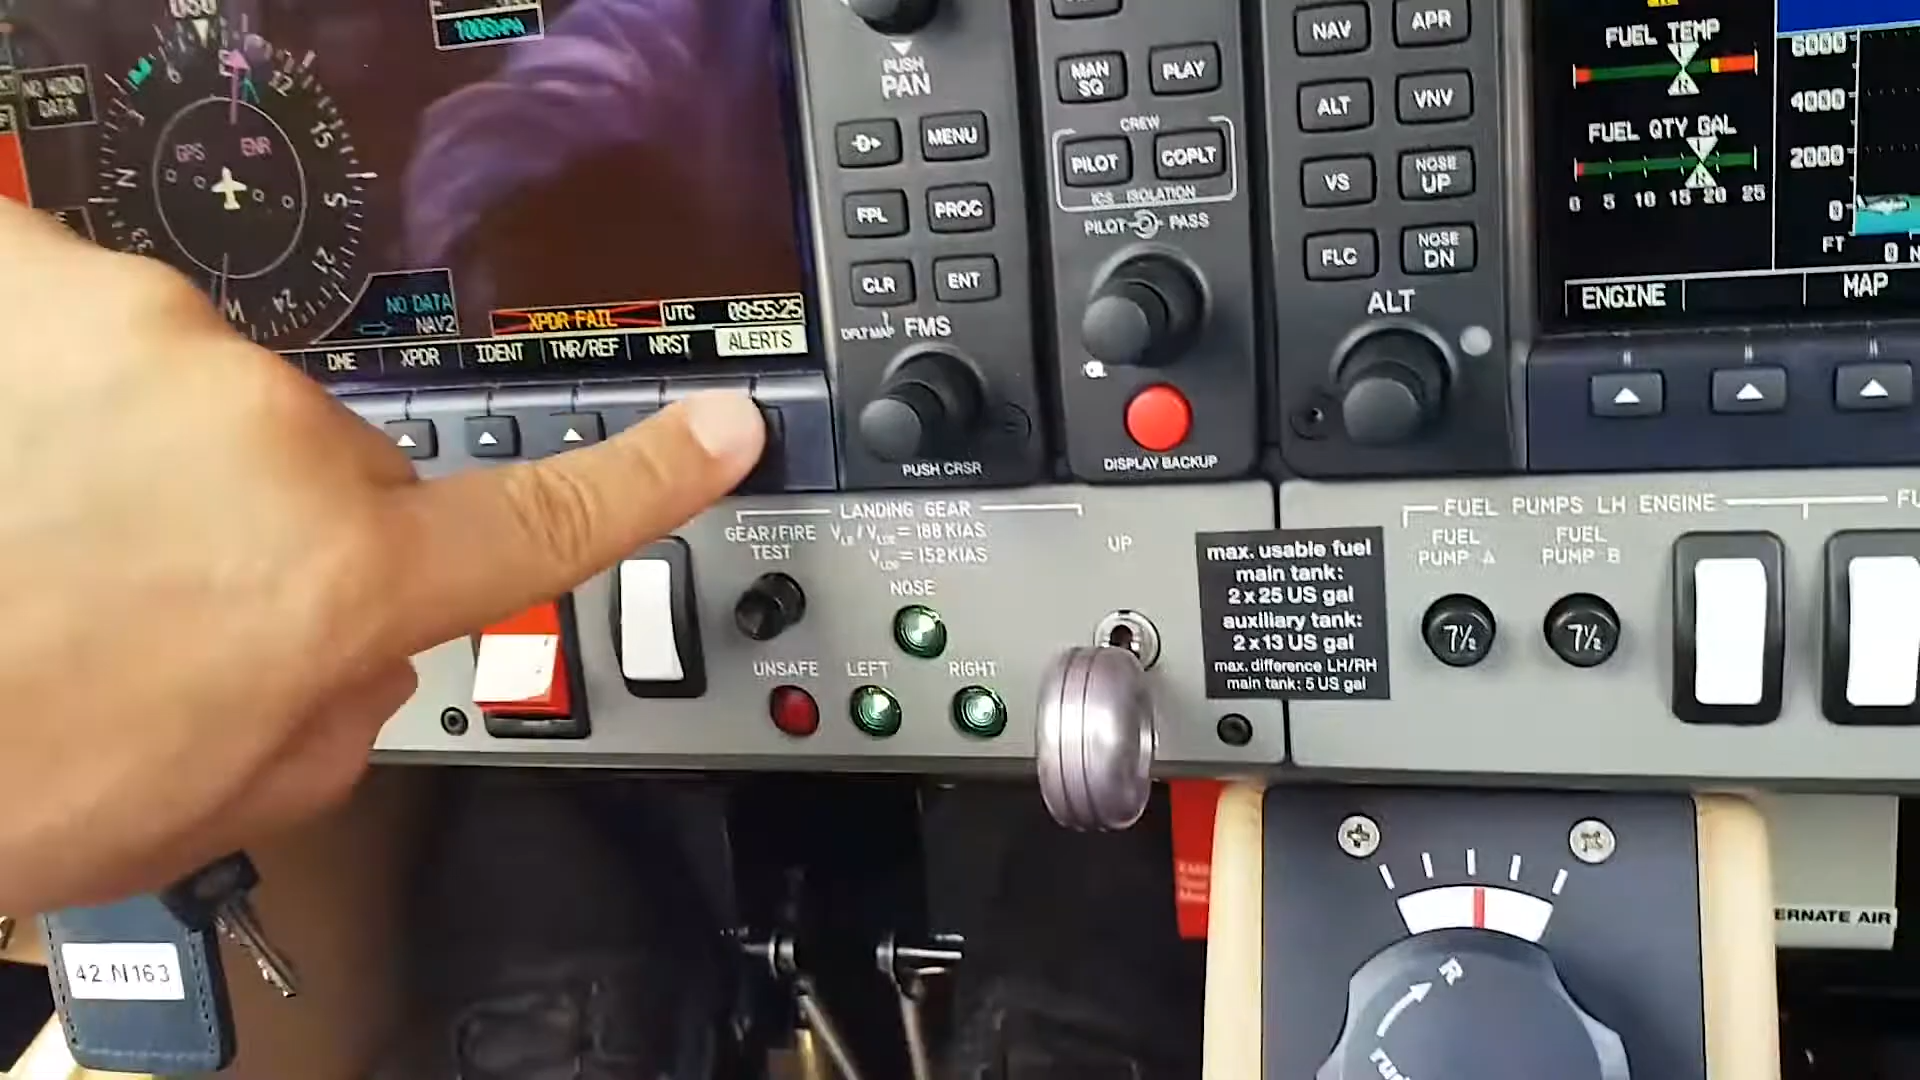 NO WIND
DATA
6
12
15
S
21
24
W
33
N
GPS
ENR
NO DATA
NAV2
XPDR FAIL
UTC
09:55:25
DME
XPDR
IDENT
TMR/REF
NRST
ALERTS
PUSH
PAN
MENU
FPL
PROC
CLR
ENT
DFLT MAP
FMS
PUSH CRSR
MAN
SQ
PLAY
CREW
PILOT
COPLT
ICS ISOLATION
PILOT
PASS
DISPLAY BACKUP
NAV
APR
ALT
VNV
VS
NOSE
UP
FLC
NOSE
DN
ALT
FUEL TEMP
FUEL QTY GAL
0 5 10 15 20 25
6000
4000
2000
0
FT
0 N
ENGINE
MAP
LANDING GEAR
GEAR/FIRE
TEST
VLE / VLOE = 188 KIAS
VLOR = 152 KIAS
UP
NOSE
UNSAFE
LEFT
RIGHT
max. usable fuel
main tank:
2 x 25 US gal
auxiliary tank:
2 x 13 US gal
max. difference LH/RH
main tank: 5 US gal
FUEL PUMPS LH ENGINE
FUEL
PUMP A
FUEL
PUMP B
7½
7½
ERNATE AIR
R
42.N163